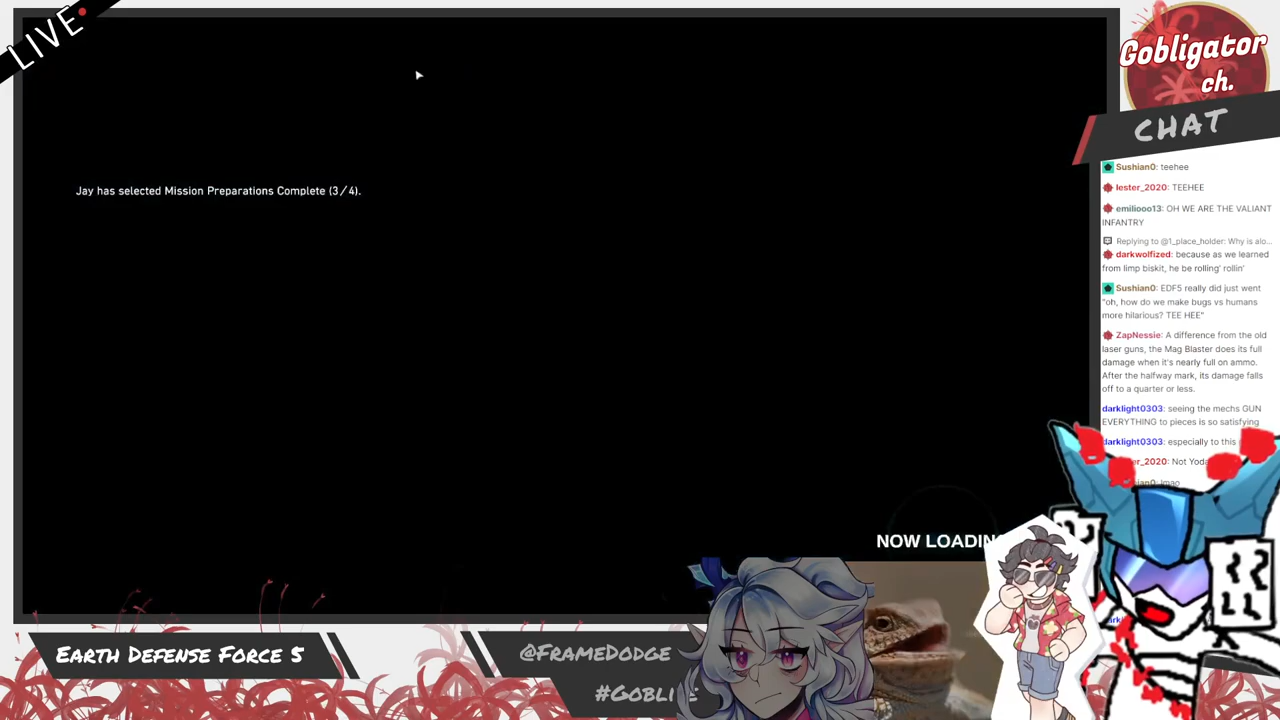 LIVE
Gobligator
ch.
CHAT
Jay has selected Mission Preparations Complete (3/4).
Sushian0: teehee
lester_2020: TEEHEE
emiliooo13: OH WE ARE THE VALIANT
INFANTRY
Replying to @1_place_holder: Why is alo...
darkwolfized: because as we learned
from limp biskit, he be rolling' rollin'
Sushian0: EDF5 really did just went
"oh, how do we make bugs vs humans
more hilarious? TEE HEE"
ZapNessie: A difference from the old
laser guns, the Mag Blaster does its full
damage when it's nearly full on ammo.
After the halfway mark, its damage falls
off to a quarter or less.
darklight0303: seeing the mechs GUN
EVERYTHING to pieces is so satisfying
darklight0303: especially to this
er_2020: Not Yoda
ian0: lmao
NOW LOADIN
Earth Defense Force 5
@FrameDodge
#Gobli